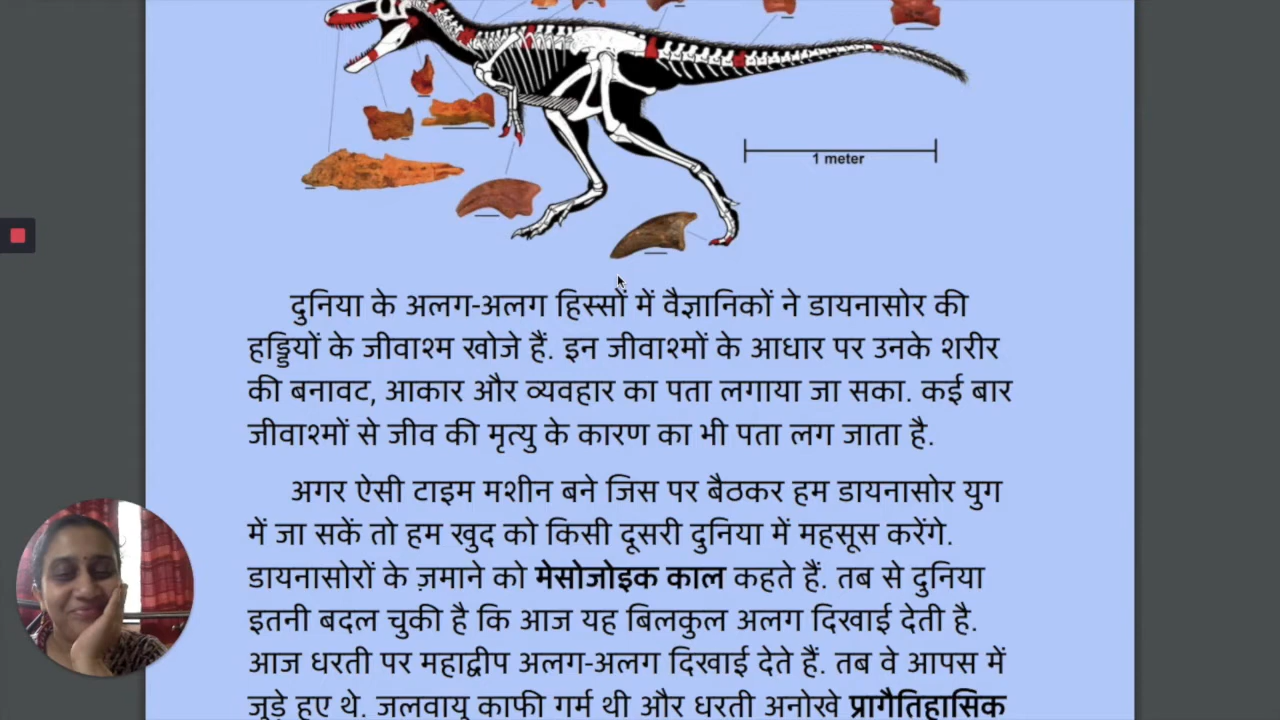 1 meter
दुनिया के अलग-अलग हिस्सों में वैज्ञानिकों ने डायनासोर की
हड्डियों के जीवाश्म खोजे हैं. इन जीवाश्मों के आधार पर उनके शरीर
की बनावट, आकार और व्यवहार का पता लगाया जा सका. कई बार
जीवाश्मों से जीव की मृत्यु के कारण का भी पता लग जाता है.
अगर ऐसी टाइम मशीन बने जिस पर बैठकर हम डायनासोर युग
में जा सकें तो हम खुद को किसी दूसरी दुनिया में महसूस करेंगे.
डायनासोरों के ज़माने को मेसोजोइक काल कहते हैं. तब से दुनिया
इतनी बदल चुकी है कि आज यह बिलकुल अलग दिखाई देती है.
आज धरती पर महाद्वीप अलग-अलग दिखाई देते हैं. तब वे आपस में
जुड़े हुए थे. जलवायु काफी गर्म थी और धरती अनोखे प्रागैतिहासिक